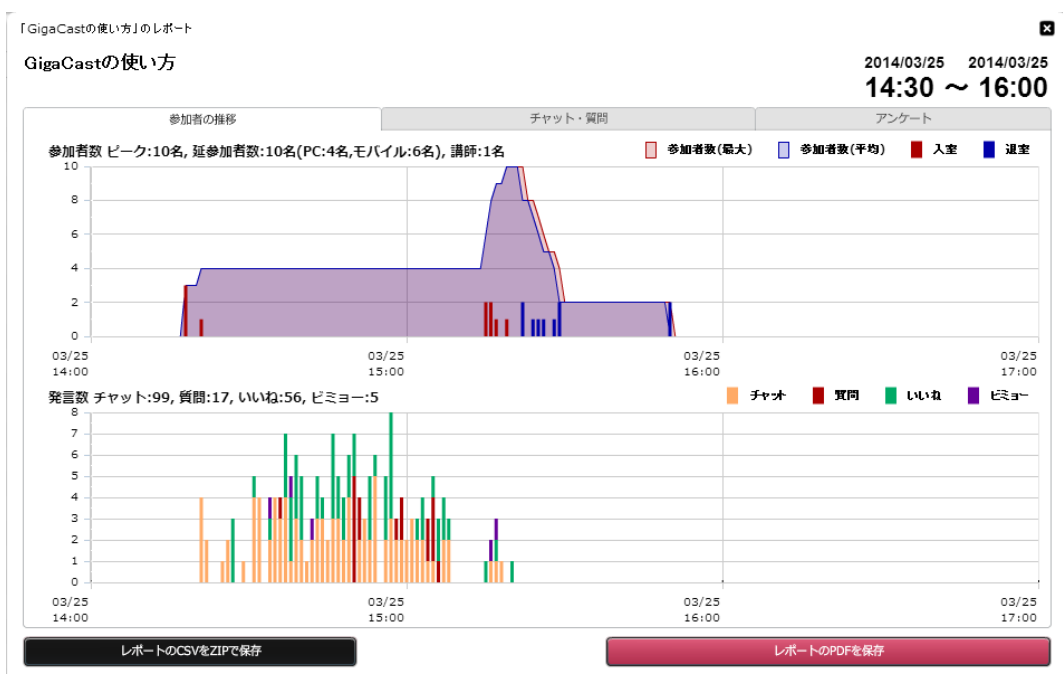 「GigaCastの使い方」のレポート
GigaCastの使い方
2014/03/25 2014/03/25
14:30 ～ 16:00
参加者の推移 チャット・質問 アンケート
参加者数 ピーク:10名, 延参加者数:10名(PC:4名,モバイル:6名), 講師:1名
参加者数(最大) 参加者数(平均) 入室 退室
10
8
6
4
2
0
03/25 03/25 03/25 03/25
14:00 15:00 16:00 17:00
発言数 チャット:99, 質問:17, いいね:56, ビミョー:5
チャット 質問 いいね ビミョー
8
7
6
5
4
3
2
1
0
03/25 03/25 03/25 03/25
14:00 15:00 16:00 17:00
レポートのCSVをZIPで保存 レポートのPDFを保存